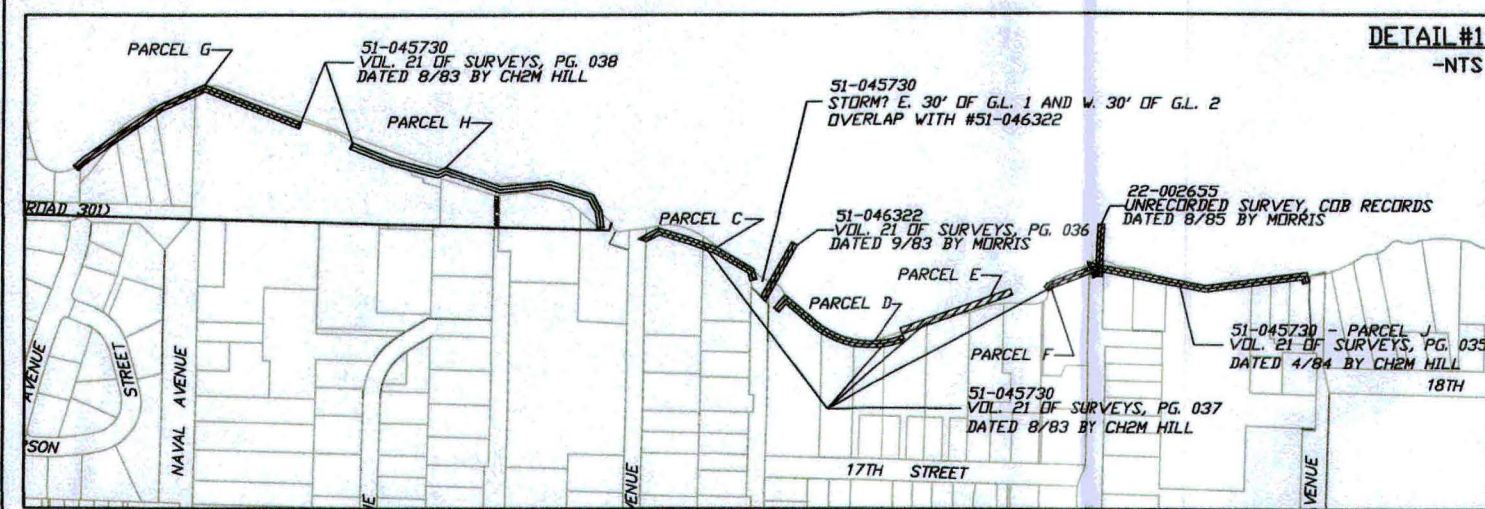 DETAIL#1
-NTS
PARCEL G
51-045730
VOL. 21 OF SURVEYS, PG. 038
DATED 8/83 BY CH2M HILL
PARCEL H
51-045730
STORM? E. 30' OF G.L. 1 AND W. 30' OF G.L. 2
OVERLAP WITH #51-046322
ROAD 301)
PARCEL C
51-046322
VOL. 21 OF SURVEYS, PG. 036
DATED 9/83 BY MORRIS
22-002655
UNRECORDED SURVEY, COB RECORDS
DATED 8/85 BY MORRIS
PARCEL E
PARCEL D
PARCEL F
51-045730 - PARCEL J
VOL. 21 OF SURVEYS, PG. 035
DATED 4/84 BY CH2M HILL
18TH
51-045730
VOL. 21 OF SURVEYS, PG. 037
DATED 8/83 BY CH2M HILL
AVENUE
STREET
NAVAL AVENUE
SON
17TH STREET
UE
VENUE
VENUE